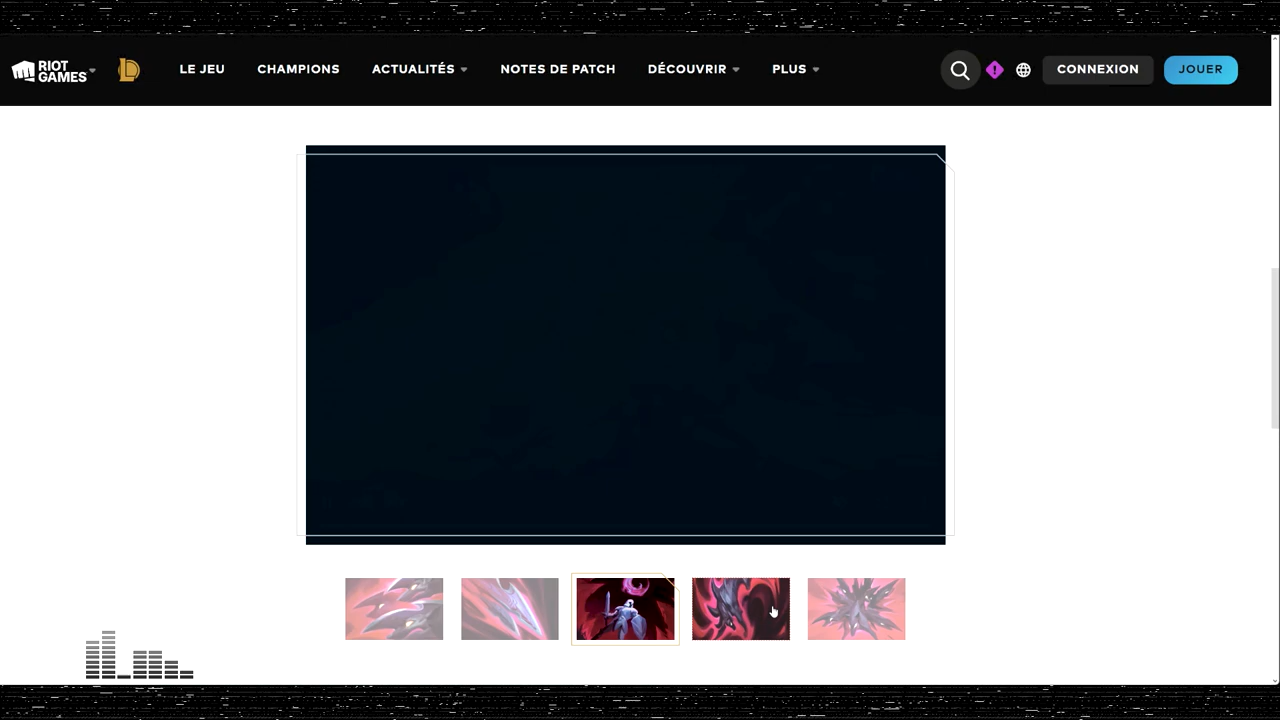 RIOT GAMES LE JEU CHAMPIONS ACTUALITÉS NOTES DE PATCH DÉCOUVRIR PLUS CONNEXION JOUER